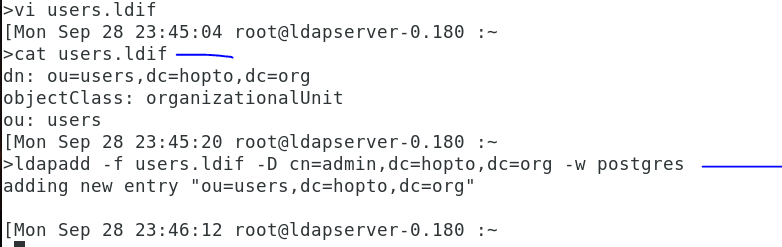 >vi users.ldif
[Mon Sep 28 23:45:04 root@ldapserver-0.180 :~
>cat users.ldif
dn: ou=users,dc=hopto,dc=org
objectClass: organizationalUnit
ou: users
[Mon Sep 28 23:45:20 root@ldapserver-0.180 :~
>ldapadd -f users.ldif -D cn=admin,dc=hopto,dc=org -w postgres
adding new entry "ou=users,dc=hopto,dc=org"
[Mon Sep 28 23:46:12 root@ldapserver-0.180 :~